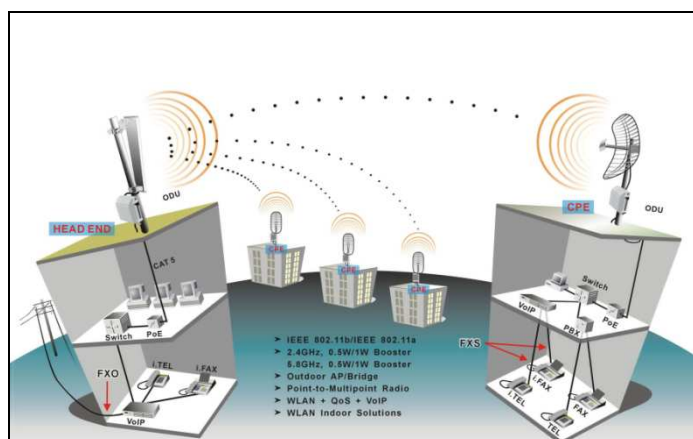 ODU
HEAD END
CAT 5
Switch
PoE
FXO
i.TEL
i.FAX
VoIP
CPE
CPE
CPE
➤ IEEE 802.11b/IEEE 802.11a
➤ 2.4GHz, 0.5W/1W Booster
5.8GHz, 0.5W/1W Booster
➤ Outdoor AP/Bridge
➤ Point-to-Multipoint Radio
➤ WLAN + QoS + VoIP
➤ WLAN Indoor Solutions
CPE
ODU
Switch
VoIP
PBX
PoE
FXS
i.FAX
i.TEL
FAX
TEL